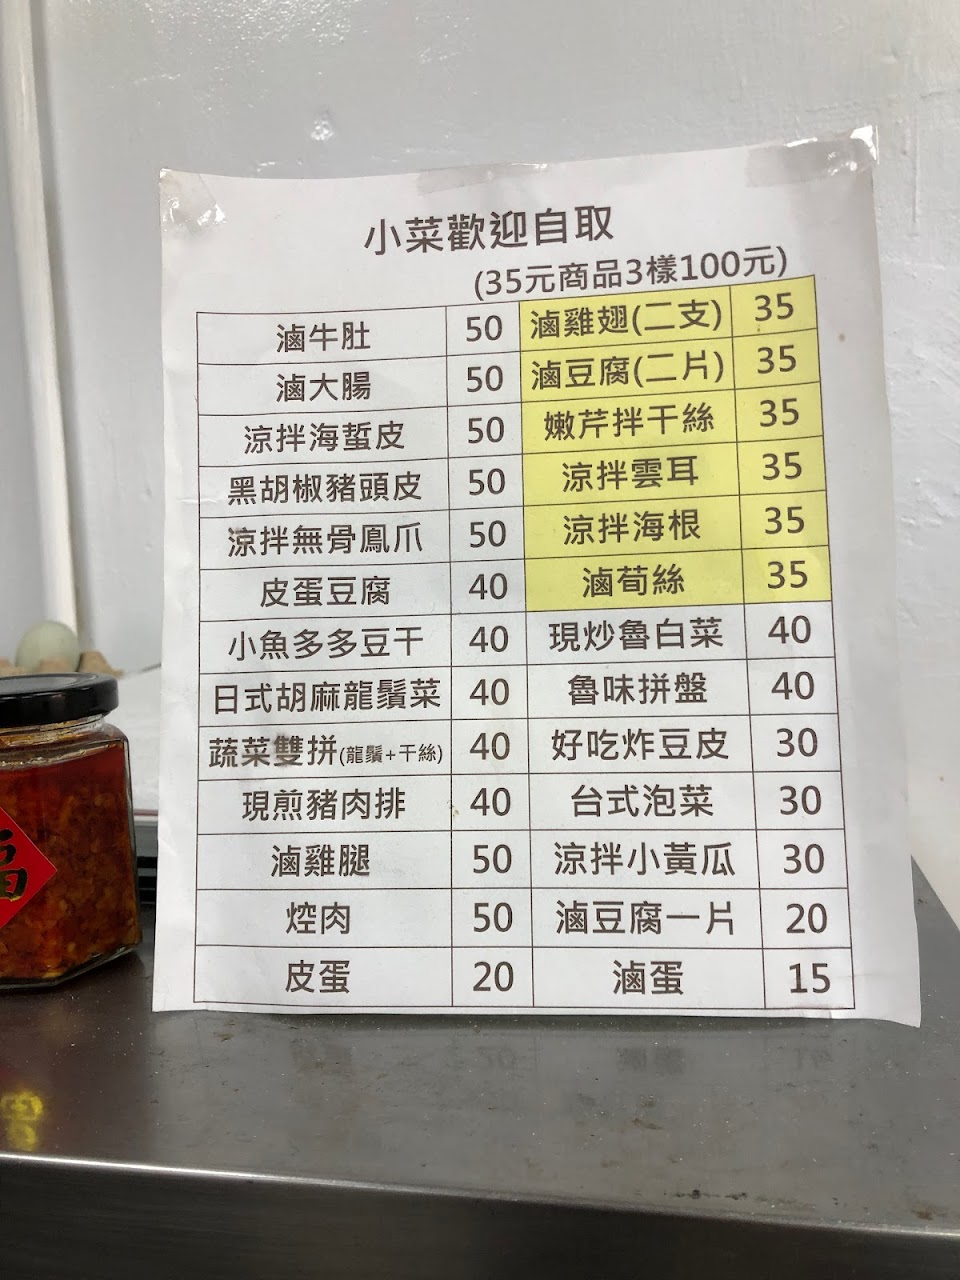 小菜歡迎自取
(35元商品3樣100元)
滷牛肚 50 滷雞翅(二支) 35
滷大腸 50 滷豆腐(二片) 35
涼拌海蜇皮 50 嫩芹拌干絲 35
黑胡椒豬頭皮 50 涼拌雲耳 35
涼拌無骨鳳爪 50 涼拌海根 35
皮蛋豆腐 40 滷筍絲 35
小魚多多豆干 40 現炒魯白菜 40
日式胡麻龍鬚菜 40 魯味拼盤 40
蔬菜雙拼(龍鬚+干絲) 40 好吃炸豆皮 30
現煎豬肉排 40 台式泡菜 30
滷雞腿 50 涼拌小黃瓜 30
焢肉 50 滷豆腐一片 20
皮蛋 20 滷蛋 15
福